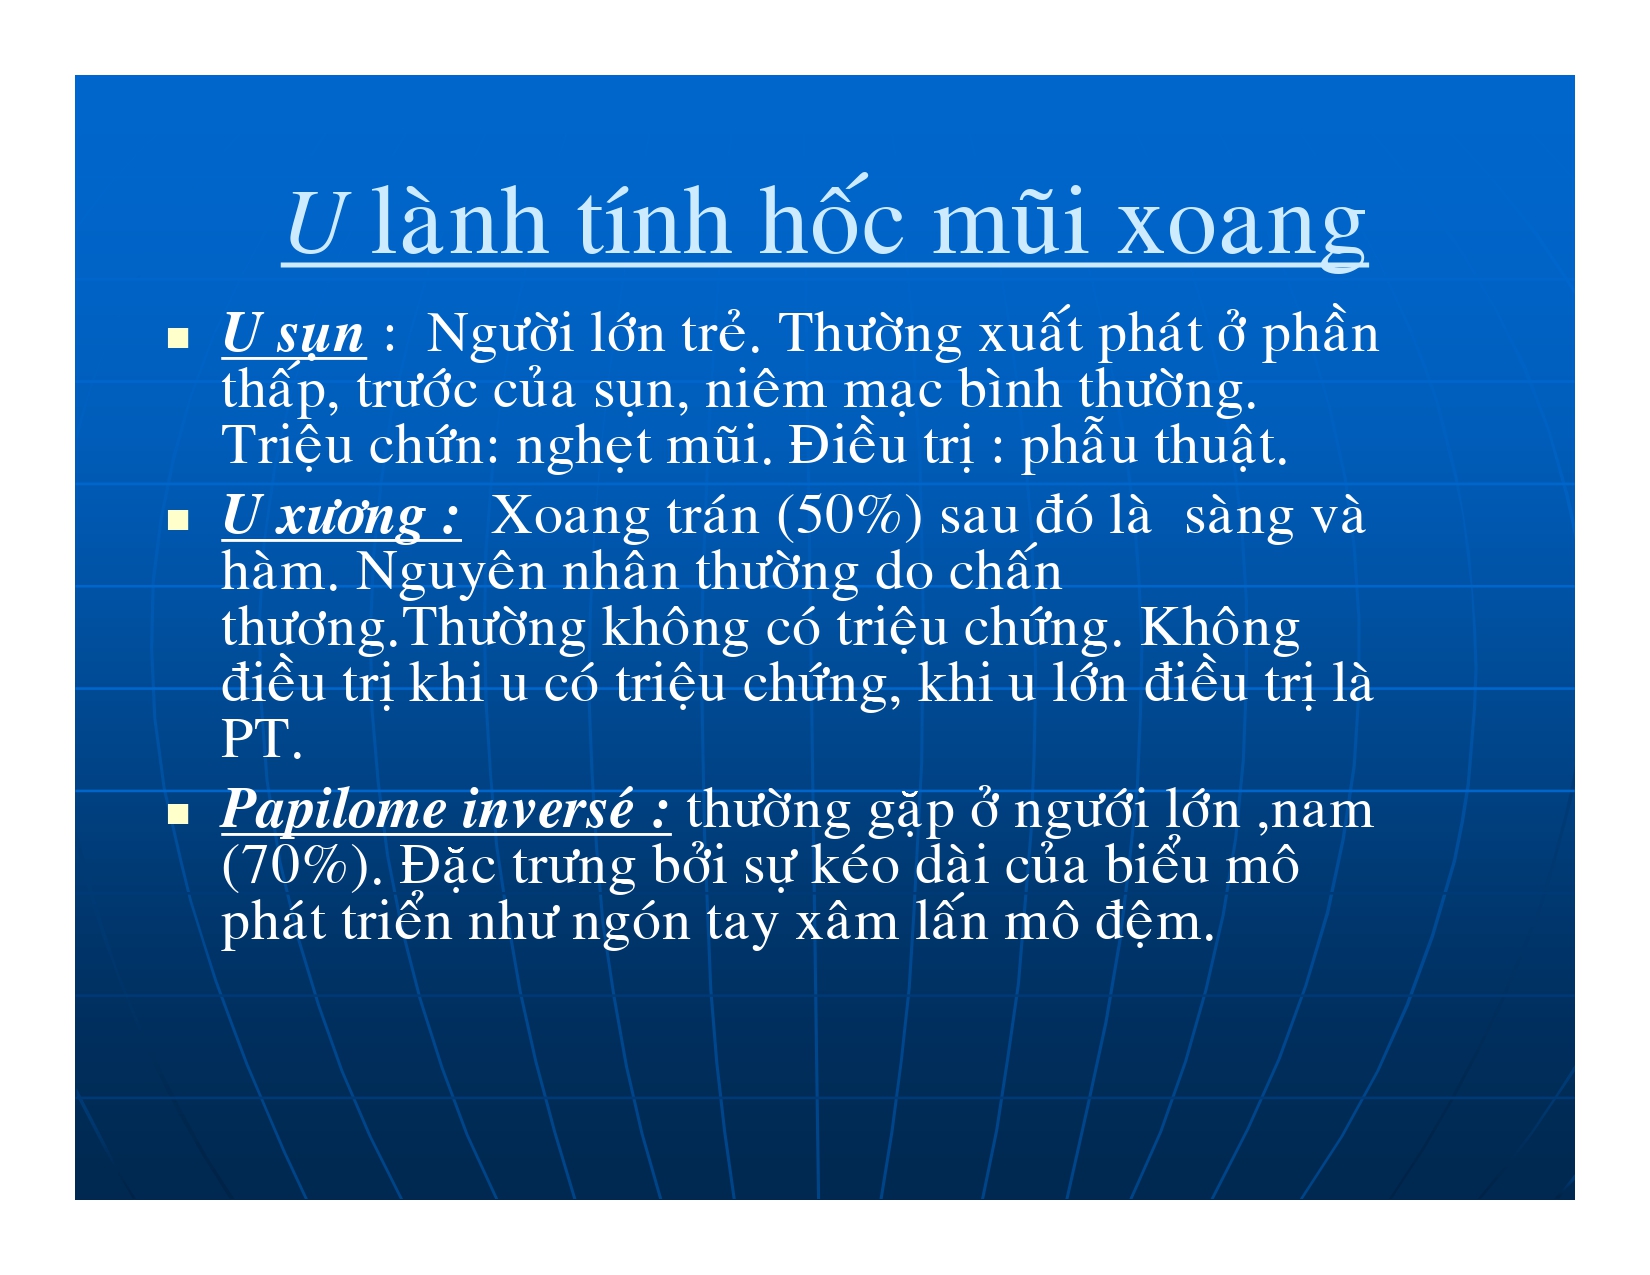 U lành tính hốc mũi xoang
U sụn : Người lớn trẻ. Thường xuất phát ở phần
thấp, trước của sụn, niêm mạc bình thường.
Triệu chứn: nghẹt mũi. Điều trị : phẫu thuật.
U xương : Xoang trán (50%) sau đó là sàng và
hàm. Nguyên nhân thường do chấn
thương.Thường không có triệu chứng. Không
điều trị khi u có triệu chứng, khi u lớn điều trị là
PT.
Papilome inversé : thường gặp ở ngưới lớn ,nam
(70%). Đặc trưng bởi sự kéo dài của biểu mô
phát triển như ngón tay xâm lấn mô đệm.